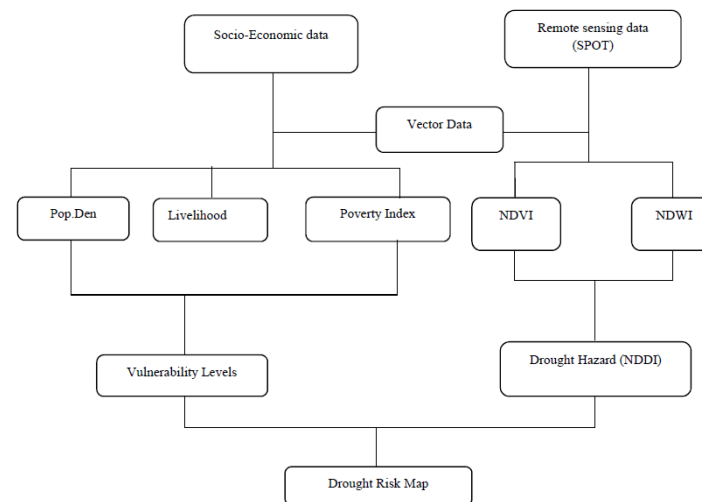 Socio-Economic data
Remote sensing data
(SPOT)
Vector Data
Pop.Den
Livelihood
Poverty Index
NDVI
NDWI
Vulnerability Levels
Drought Hazard (NDDI)
Drought Risk Map